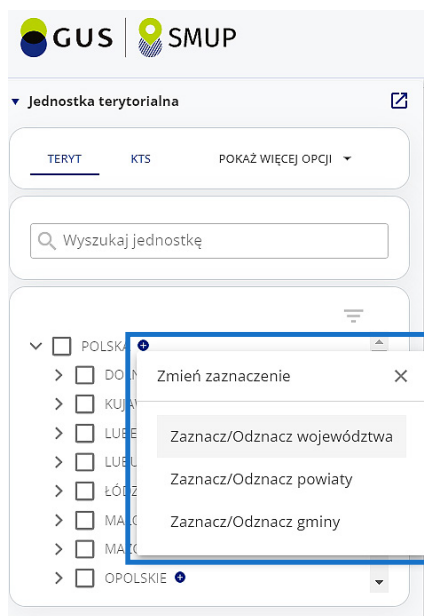 GUS SMUP
Jednostka terytorialna
TERYT KTS POKAŻ WIĘCEJ OPCJI
Wyszukaj jednostkę
POLSKA
Zmień zaznaczenie
Zaznacz/Odznacz województwa
Zaznacz/Odznacz powiaty
Zaznacz/Odznacz gminy
OPOLSKIE